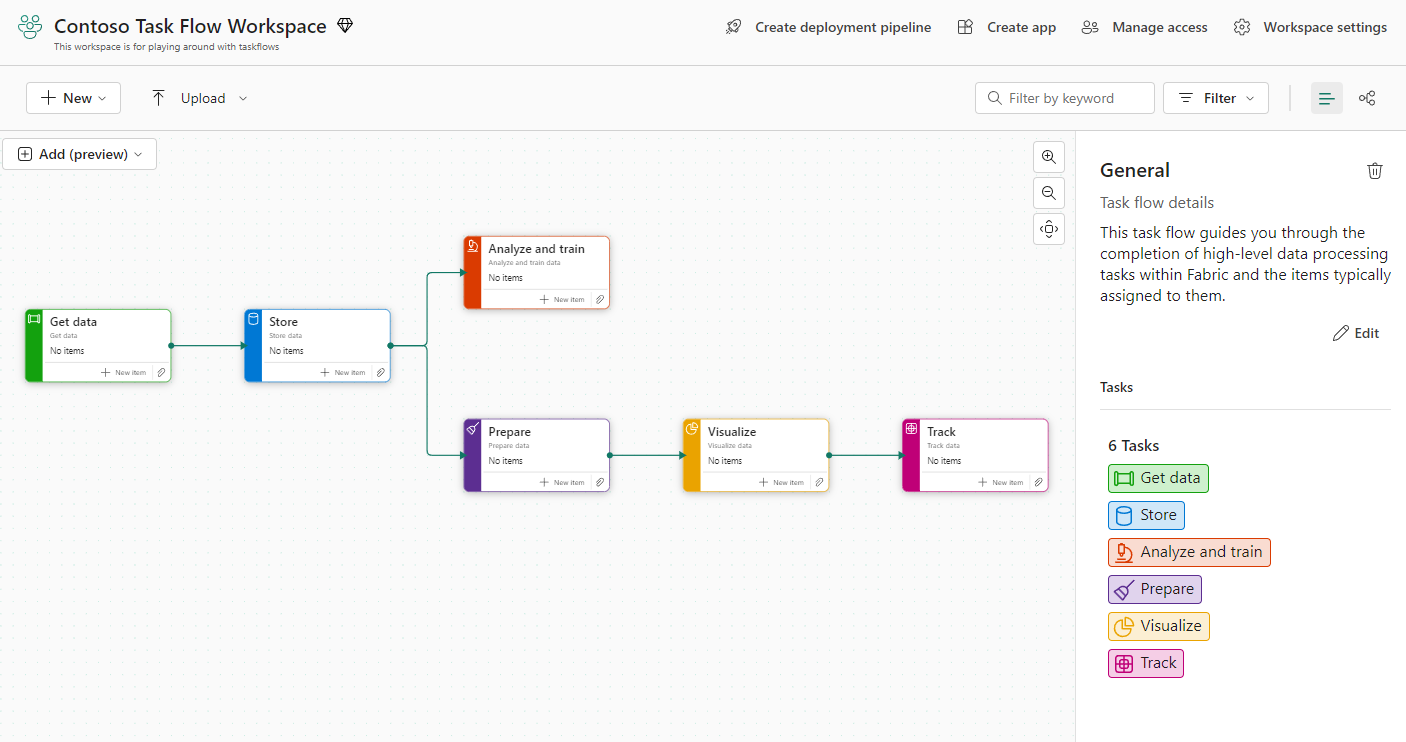 Contoso Task Flow Workspace
This workspace is for playing around with taskflows
Create deployment pipeline
Create app
Manage access
Workspace settings
New
Upload
Filter by keyword
Filter
Add (preview)
Get data
Get data
No items
New item
Store
Store data
No items
New item
Analyze and train
Analyze and train data
No items
New item
Prepare
Prepare data
No items
New item
Visualize
Visualize data
No items
New item
Track
Track data
No items
New item
General
Task flow details
This task flow guides you through the
completion of high-level data processing
tasks within Fabric and the items typically
assigned to them.
Edit
Tasks
6 Tasks
Get data
Store
Analyze and train
Prepare
Visualize
Track